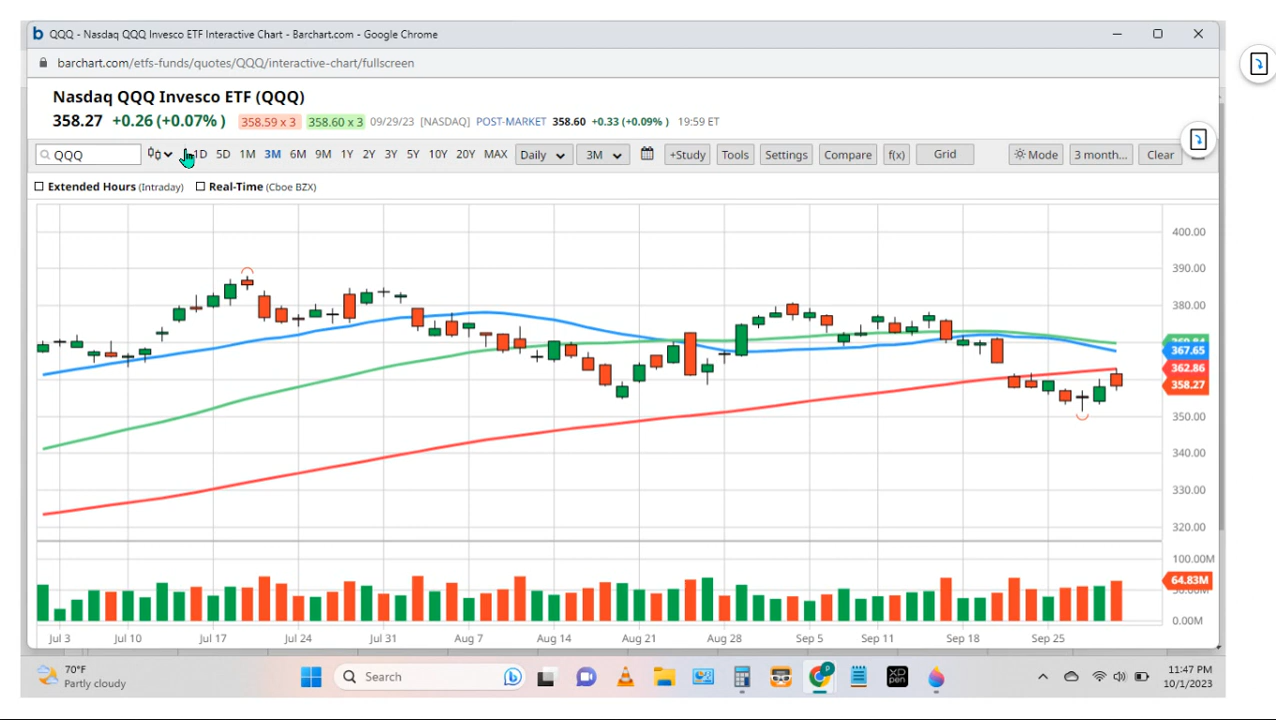 QQQ - Nasdaq QQQ Invesco ETF Interactive Chart - Barchart.com - Google Chrome
barchart.com/etfs-funds/quotes/QQQ/interactive-chart/fullscreen
Nasdaq QQQ Invesco ETF (QQQ)
358.27 +0.26 (+0.07%) 358.59 x 3 358.60 x 3 09/29/23 [NASDAQ] POST-MARKET 358.60 +0.33 (+0.09%) 19:59 ET
QQQ 1D 5D 1M 3M 6M 9M 1Y 2Y 3Y 5Y 10Y 20Y MAX Daily 3M +Study Tools Settings Compare f(x) Grid Mode 3 month... Clear
Extended Hours (Intraday) Real-Time (Cboe BZX)
400.00
390.00
380.00
367.65
362.86
358.27
350.00
340.00
330.00
320.00
100.00M
64.83M
0.00M
Jul 3 Jul 10 Jul 17 Jul 24 Jul 31 Aug 7 Aug 14 Aug 21 Aug 28 Sep 5 Sep 11 Sep 18 Sep 25
70°F
Partly cloudy
Search
11:47 PM
10/1/2023